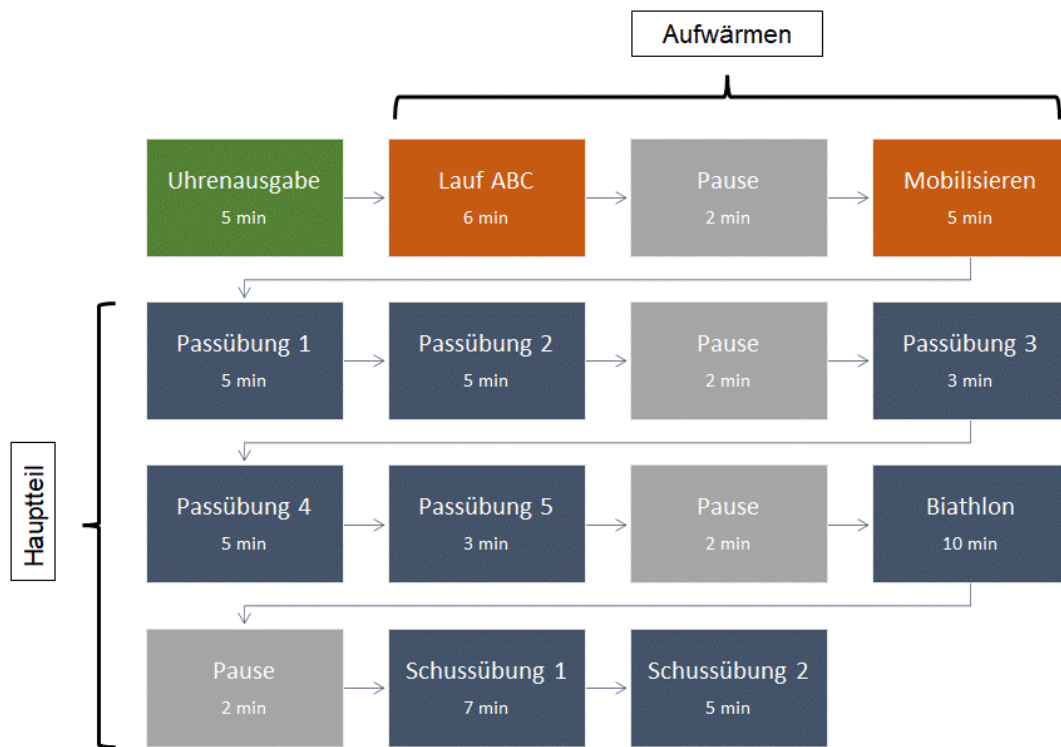 Aufwärmen
Uhrenausgabe
5 min
Lauf ABC
6 min
Pause
2 min
Mobilisieren
5 min
Hauptteil
Passübung 1
5 min
Passübung 2
5 min
Pause
2 min
Passübung 3
3 min
Passübung 4
5 min
Passübung 5
3 min
Pause
2 min
Biathlon
10 min
Pause
2 min
Schussübung 1
7 min
Schussübung 2
5 min